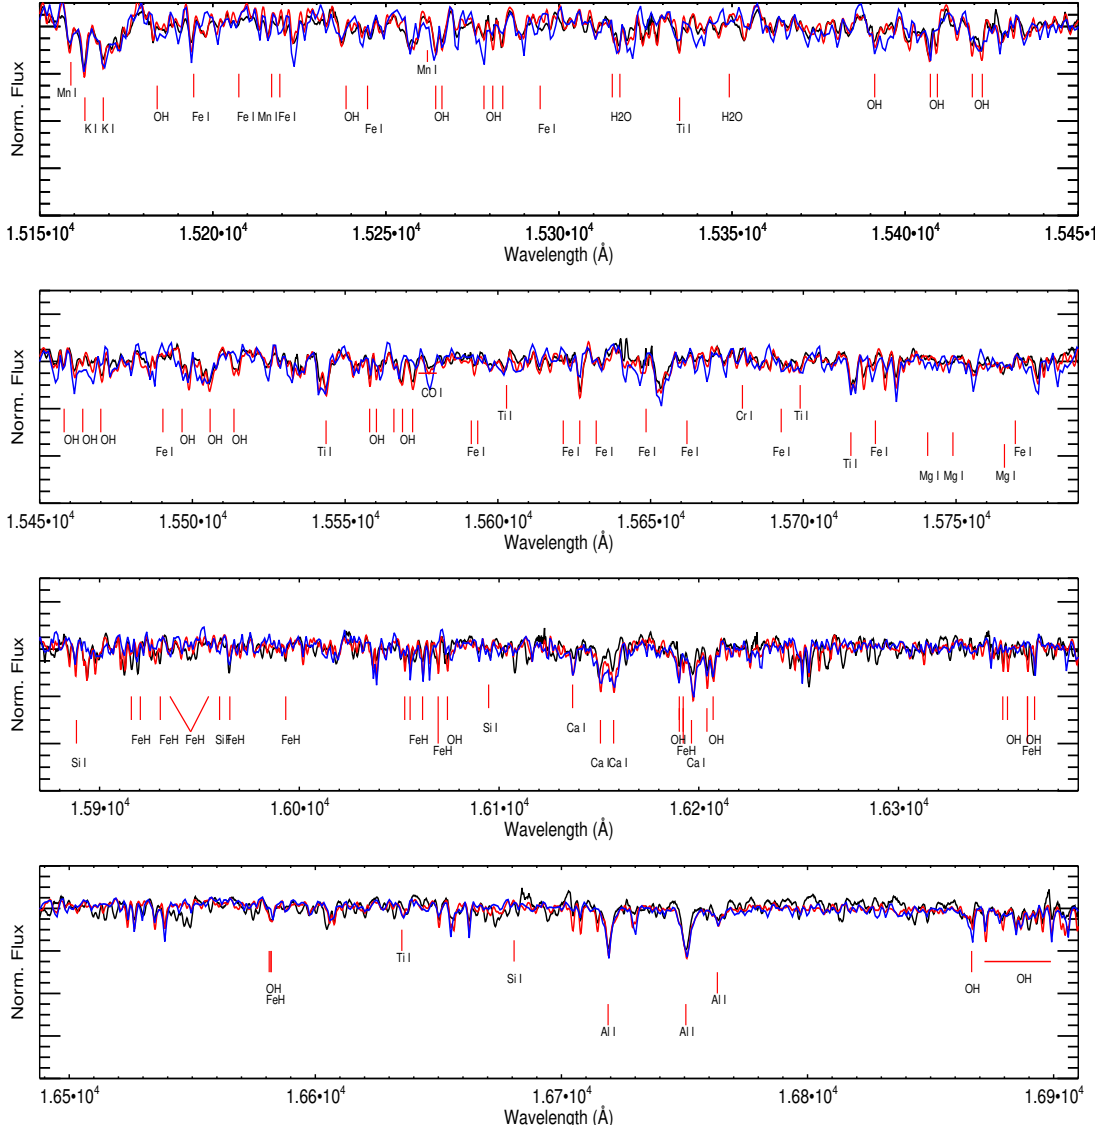 Norm. Flux
Mn I
Mn I
OH Fe I Fe I Mn I Fe I OH OH OH H2O H2O OH OH OH
K I K I Fe I Fe I Ti I
1.515•10⁴ 1.520•10⁴ 1.525•10⁴ 1.530•10⁴ 1.535•10⁴ 1.540•10⁴ 1.545•1
Wavelength (Å)
Norm. Flux
CO I
Ti I Cr I Ti I
OH OH OH OH OH OH OH OH
Fe I Ti I Fe I Fe I Fe I Fe I Fe I Fe I Fe I Fe I
Ti I Mg I Mg I Mg I
1.545•10⁴ 1.550•10⁴ 1.555•10⁴ 1.560•10⁴ 1.565•10⁴ 1.570•10⁴ 1.575•10⁴
Wavelength (Å)
Norm. Flux
Si I Ca I
FeH FeH FeH FeH FeH FeH OH OH OH OH OH
FeH FeH FeH
Si I Ca I Ca I Ca I
1.59•10⁴ 1.60•10⁴ 1.61•10⁴ 1.62•10⁴ 1.63•10⁴
Wavelength (Å)
Norm. Flux
Ti I
Si I OH OH
OH
FeH
Al I
Al I Al I
1.65•10⁴ 1.66•10⁴ 1.67•10⁴ 1.68•10⁴ 1.69•10⁴
Wavelength (Å)